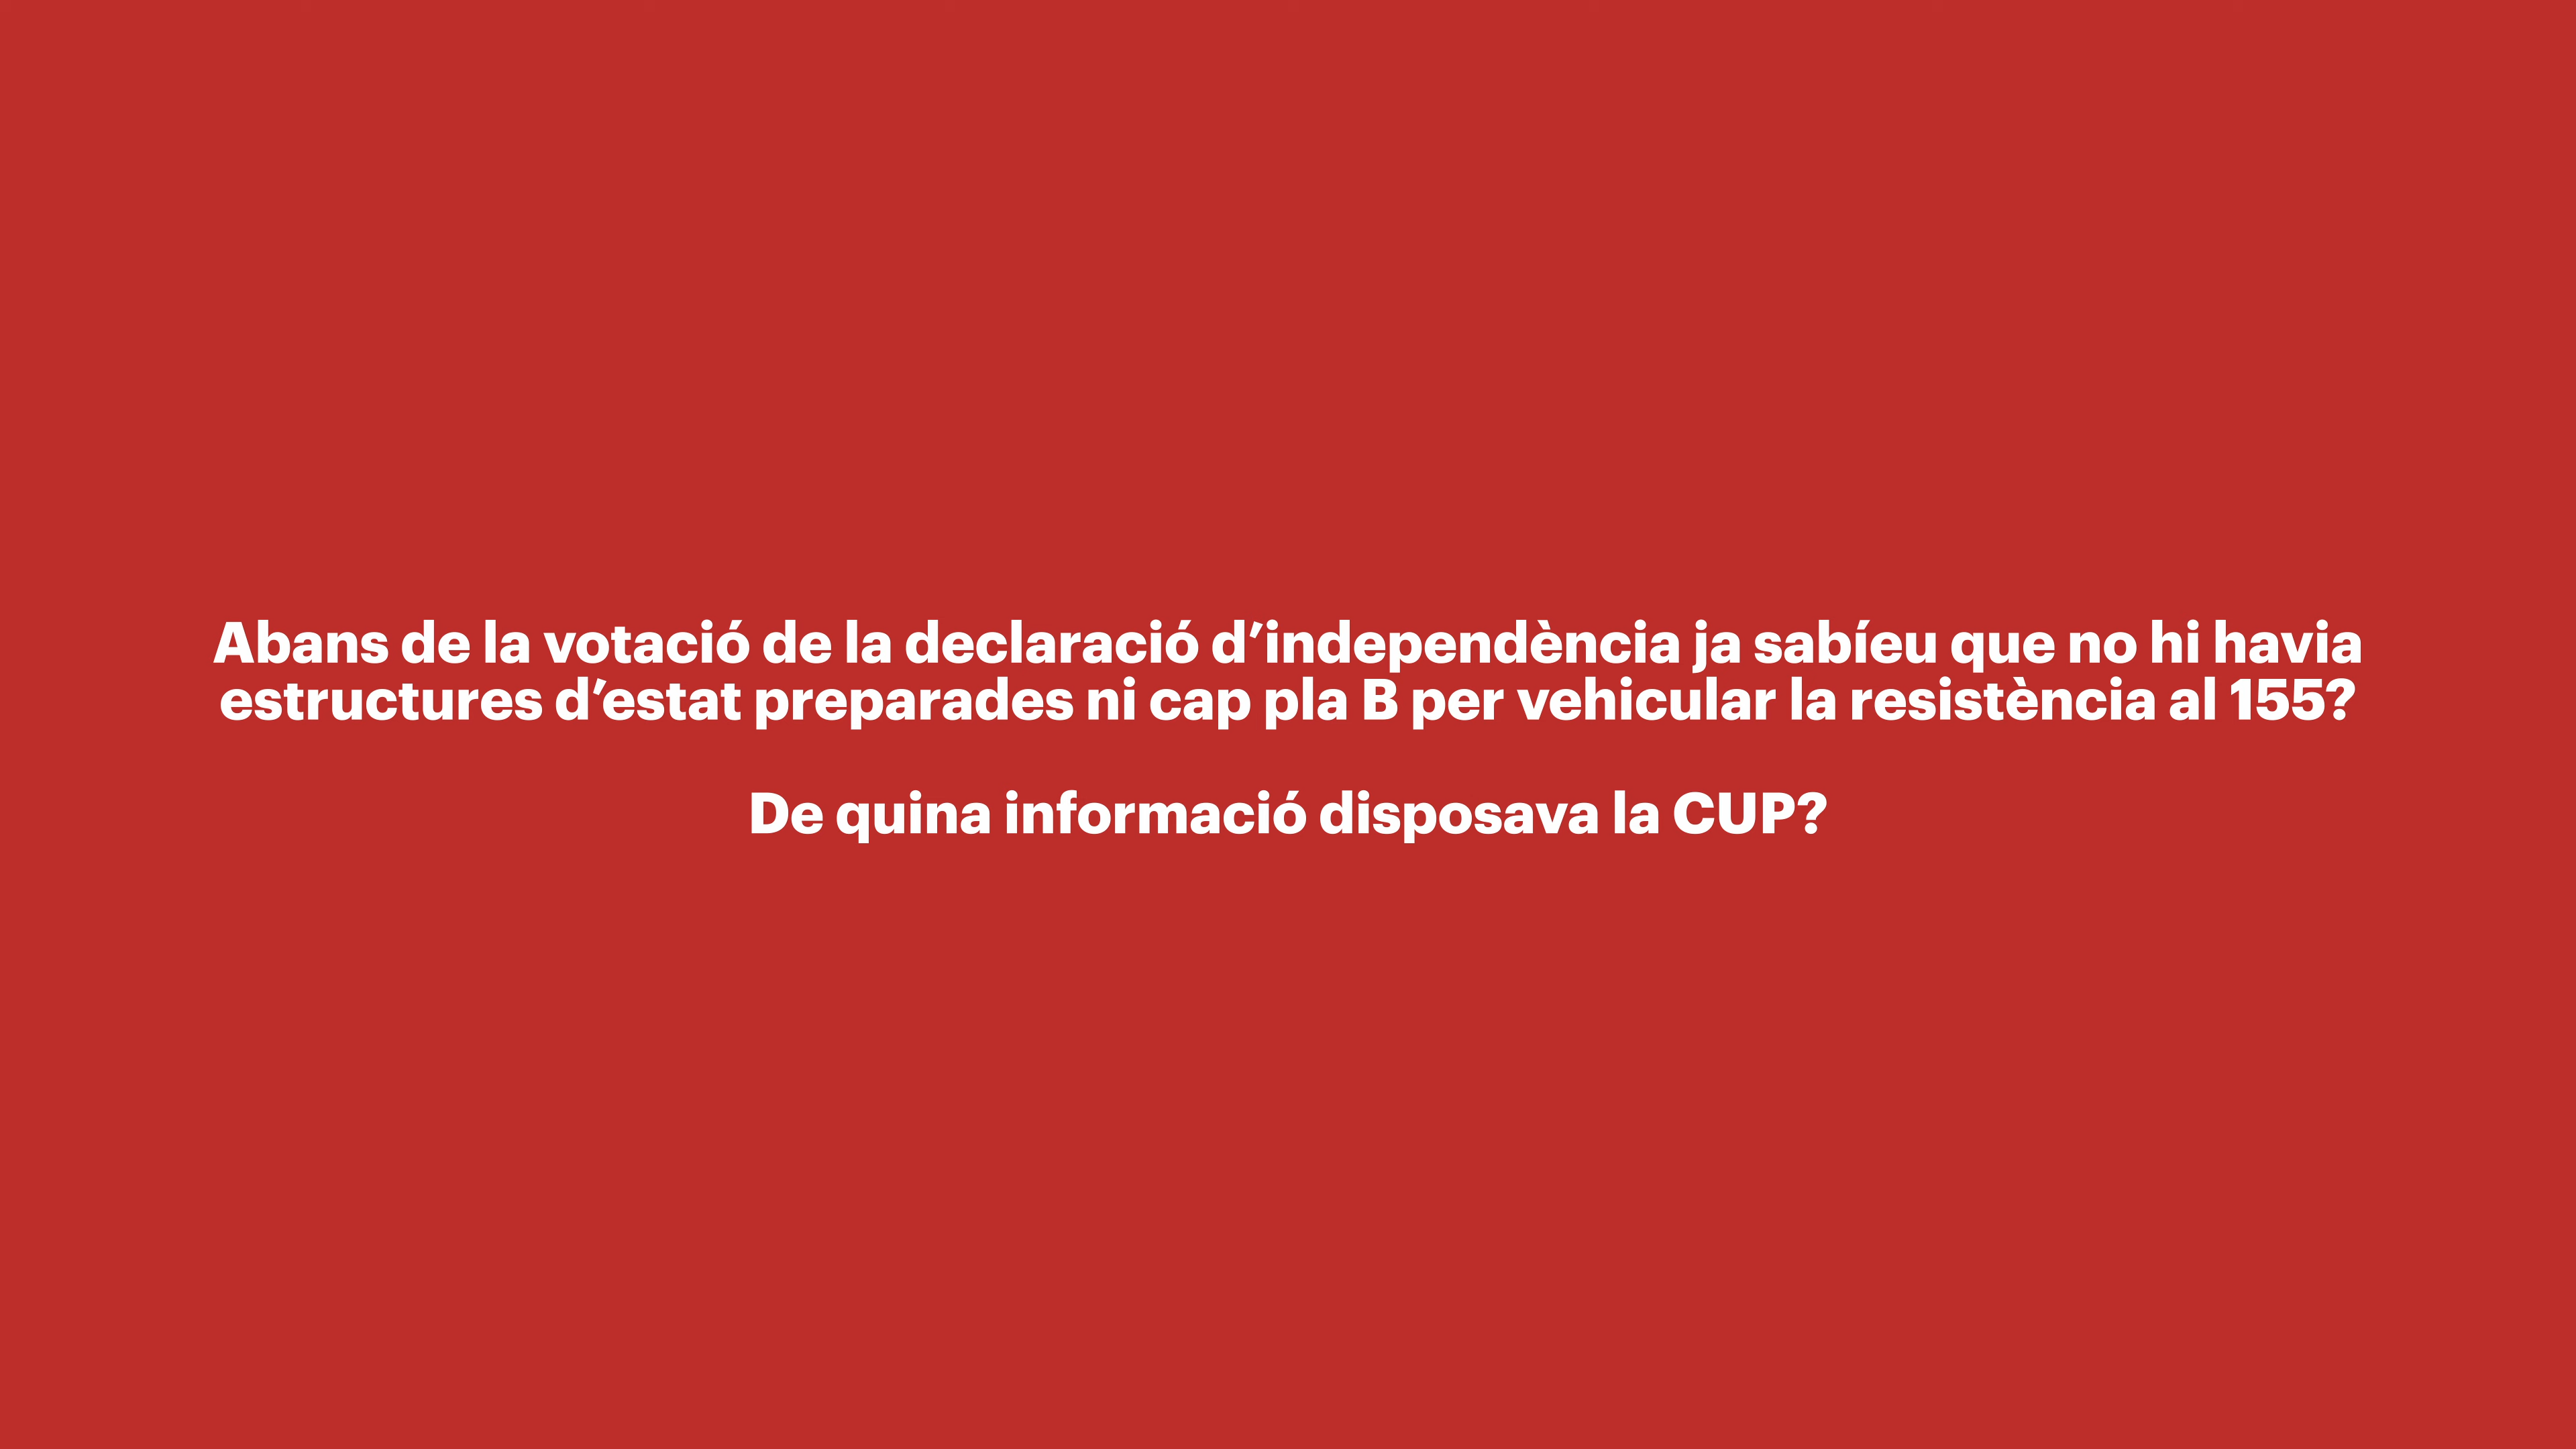 Abans de la votació de la declaració d’independència ja sabíeu que no hi havia
estructures d’estat preparades ni cap pla B per vehicular la resistència al 155?
De quina informació disposava la CUP?